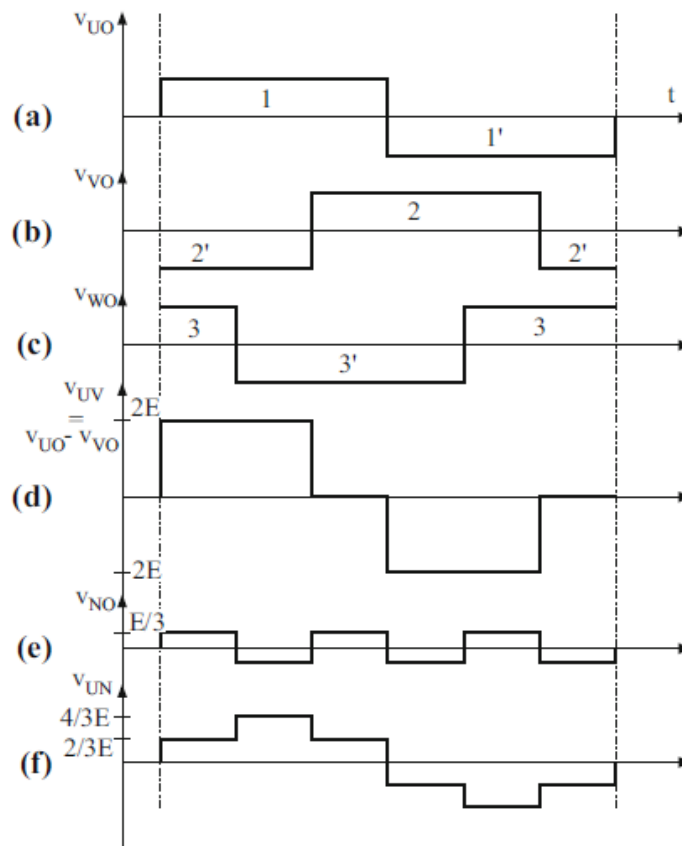 vUO
(a)
1
t
1'
vVO
(b)
2'
2
2'
vWO
(c)
3
3'
3
vUV
=
vUO- vVO
2E
(d)
2E
vNO
E/3
(e)
vUN
4/3E
2/3E
(f)